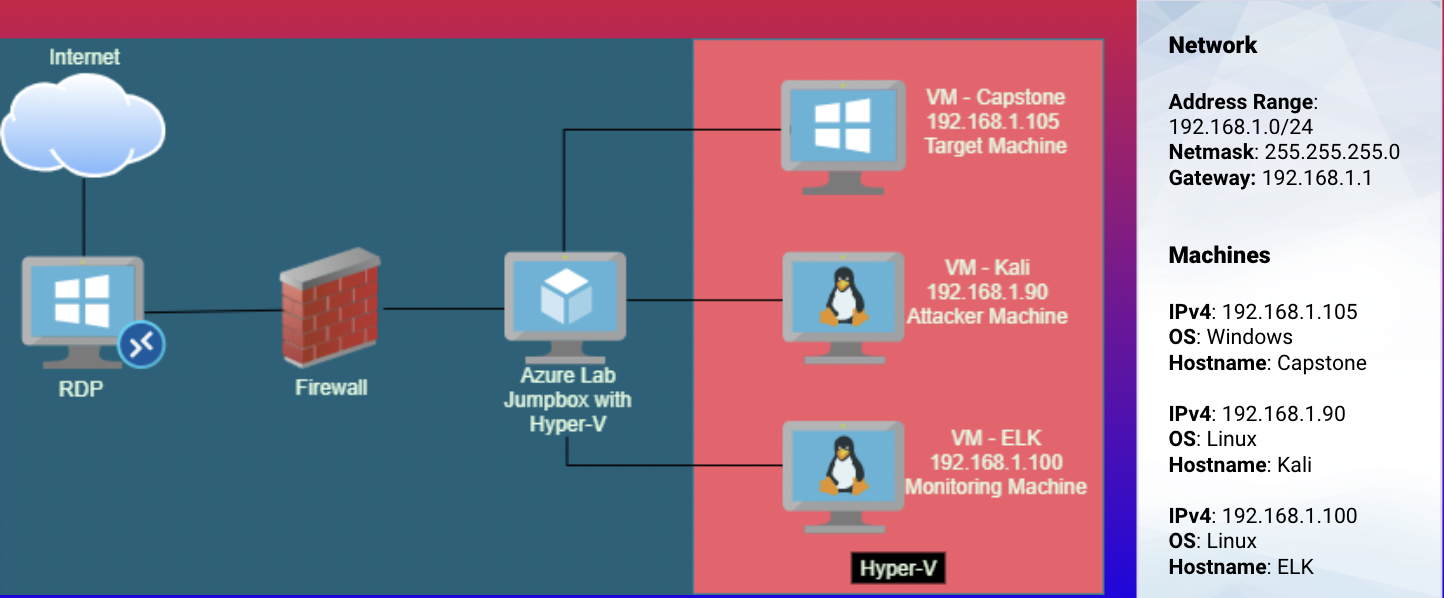 Internet
RDP
Firewall
Azure Lab
Jumpbox with
Hyper-V
VM - Capstone
192.168.1.105
Target Machine
VM - Kali
192.168.1.90
Attacker Machine
VM - ELK
192.168.1.100
Monitoring Machine
Hyper-V
Network
Address Range:
192.168.1.0/24
Netmask: 255.255.255.0
Gateway: 192.168.1.1
Machines
IPv4: 192.168.1.105
OS: Windows
Hostname: Capstone
IPv4: 192.168.1.90
OS: Linux
Hostname: Kali
IPv4: 192.168.1.100
OS: Linux
Hostname: ELK